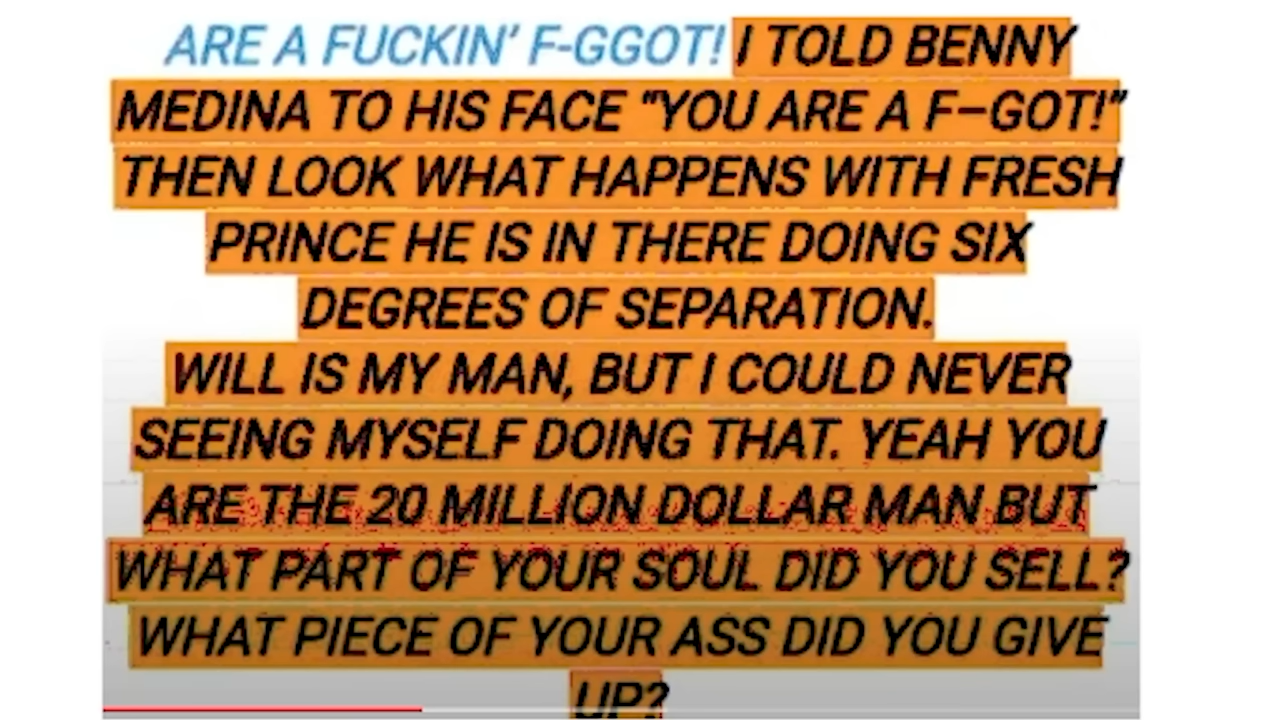 ARE A FUCKIN’ F-GGOT! I TOLD BENNY
MEDINA TO HIS FACE “YOU ARE A F–GOT!”
THEN LOOK WHAT HAPPENS WITH FRESH
PRINCE HE IS IN THERE DOING SIX
DEGREES OF SEPARATION.
WILL IS MY MAN, BUT I COULD NEVER
SEEING MYSELF DOING THAT. YEAH YOU
ARE THE 20 MILLION DOLLAR MAN BUT
WHAT PART OF YOUR SOUL DID YOU SELL?
WHAT PIECE OF YOUR ASS DID YOU GIVE
UP?